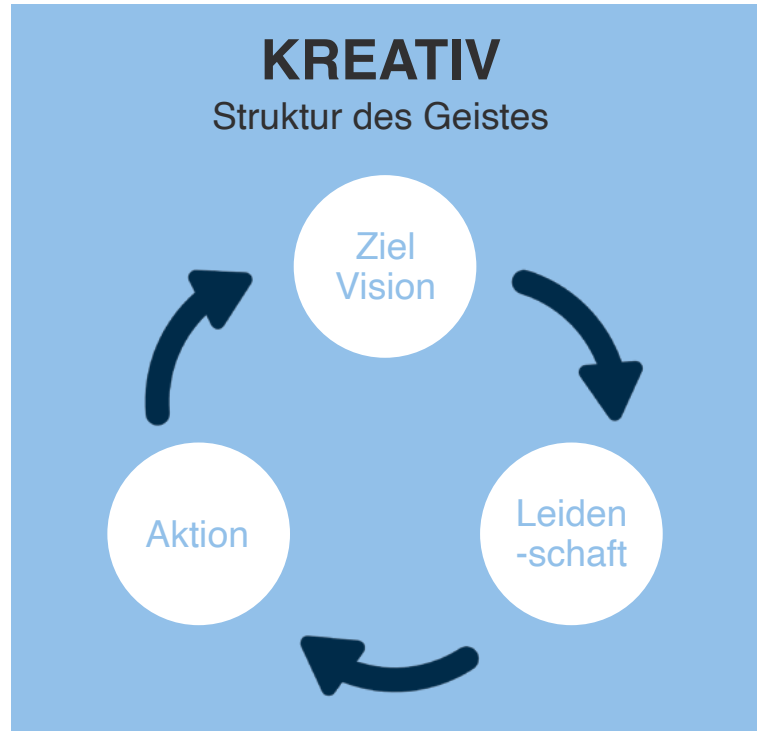 KREATIV
Struktur des Geistes
Ziel
Vision
Leiden
-schaft
Aktion